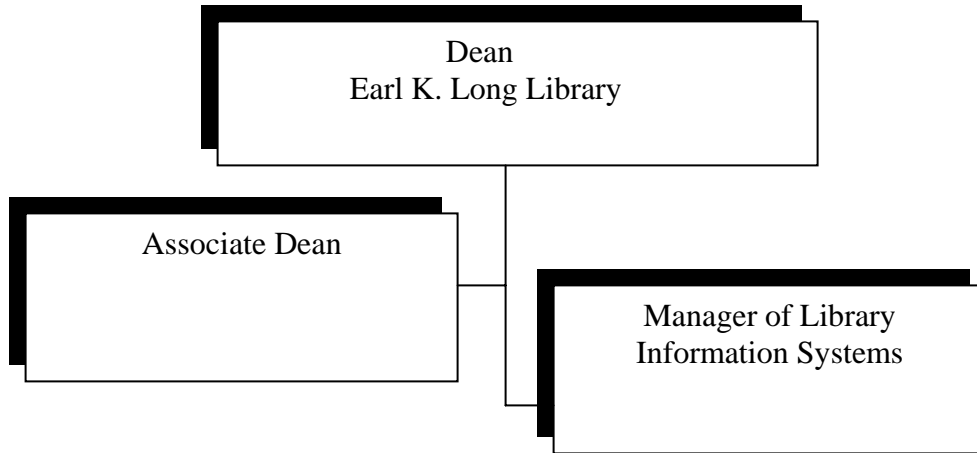 Dean
Earl K. Long Library
Associate Dean
Manager of Library
Information Systems